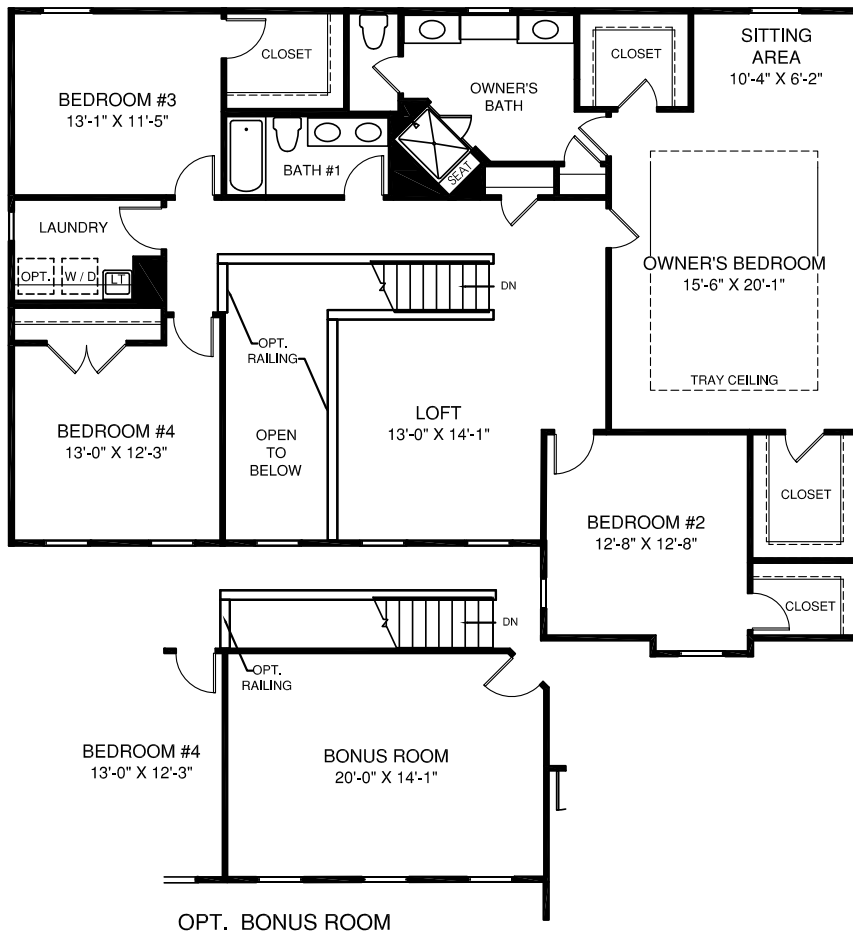 SITTING
AREA
10'-4" X 6'-2"
CLOSET
CLOSET
OWNER'S
BATH
BEDROOM #3
13'-1" X 11'-5"
BATH #1
SEAT
LAUNDRY
OPT.
W / D
LT
DN
OWNER'S BEDROOM
15'-6" X 20'-1"
TRAY CEILING
OPT.
RAILING
LOFT
13'-0" X 14'-1"
BEDROOM #4
13'-0" X 12'-3"
OPEN
TO
BELOW
CLOSET
BEDROOM #2
12'-8" X 12'-8"
CLOSET
DN
OPT.
RAILING
BEDROOM #4
13'-0" X 12'-3"
BONUS ROOM
20'-0" X 14'-1"
OPT. BONUS ROOM